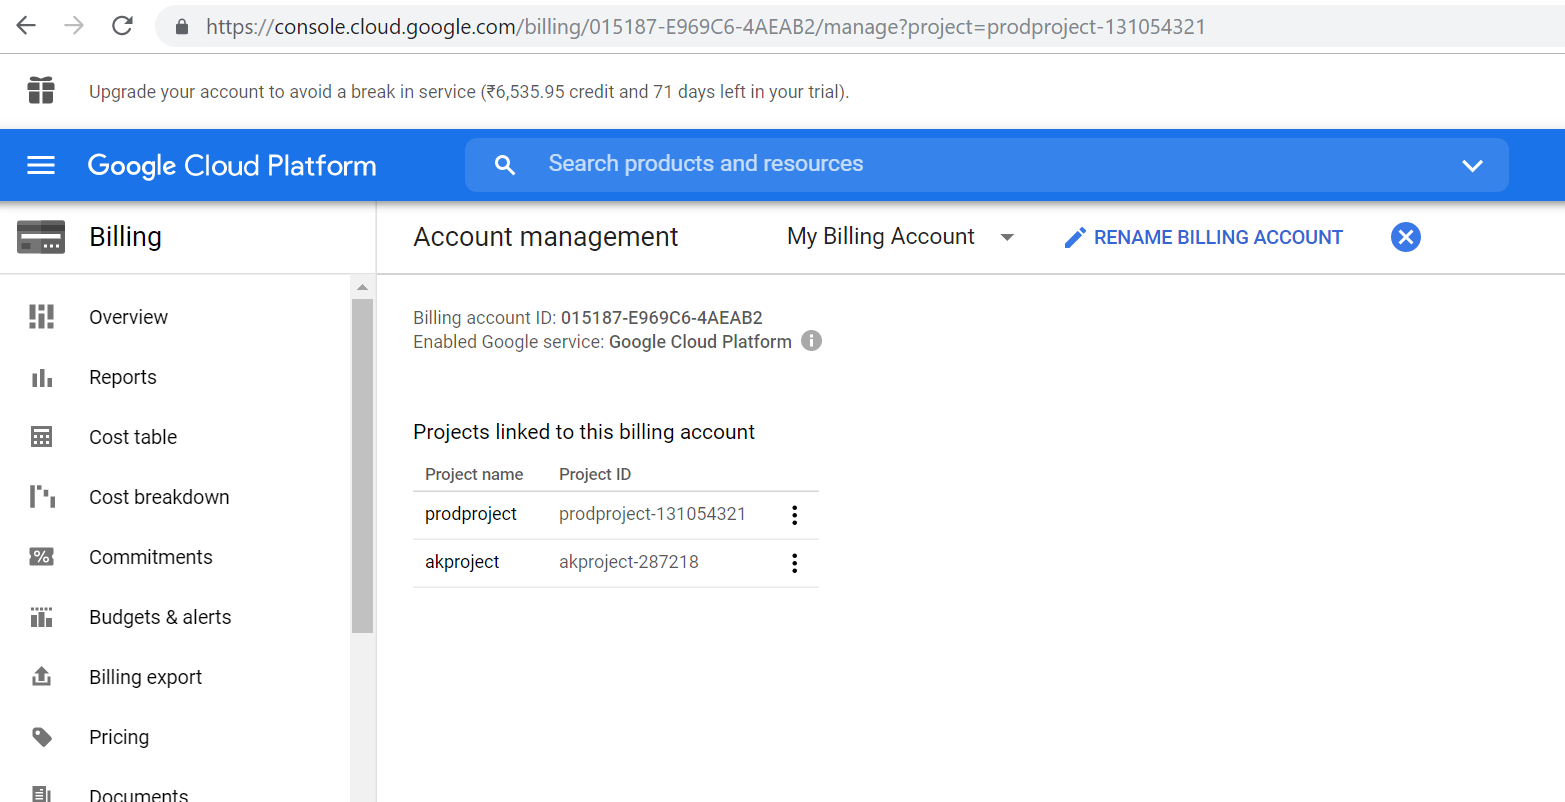 https://console.cloud.google.com/billing/015187-E969C6-4AEAB2/manage?project=prodproject-131054321
Upgrade your account to avoid a break in service (₹6,535.95 credit and 71 days left in your trial).
Google Cloud Platform
Search products and resources
Billing
Account management
My Billing Account
RENAME BILLING ACCOUNT
Overview
Reports
Cost table
Cost breakdown
Commitments
Budgets & alerts
Billing export
Pricing
Documents
Billing account ID: 015187-E969C6-4AEAB2
Enabled Google service: Google Cloud Platform
Projects linked to this billing account
Project name Project ID
prodproject prodproject-131054321
akproject akproject-287218